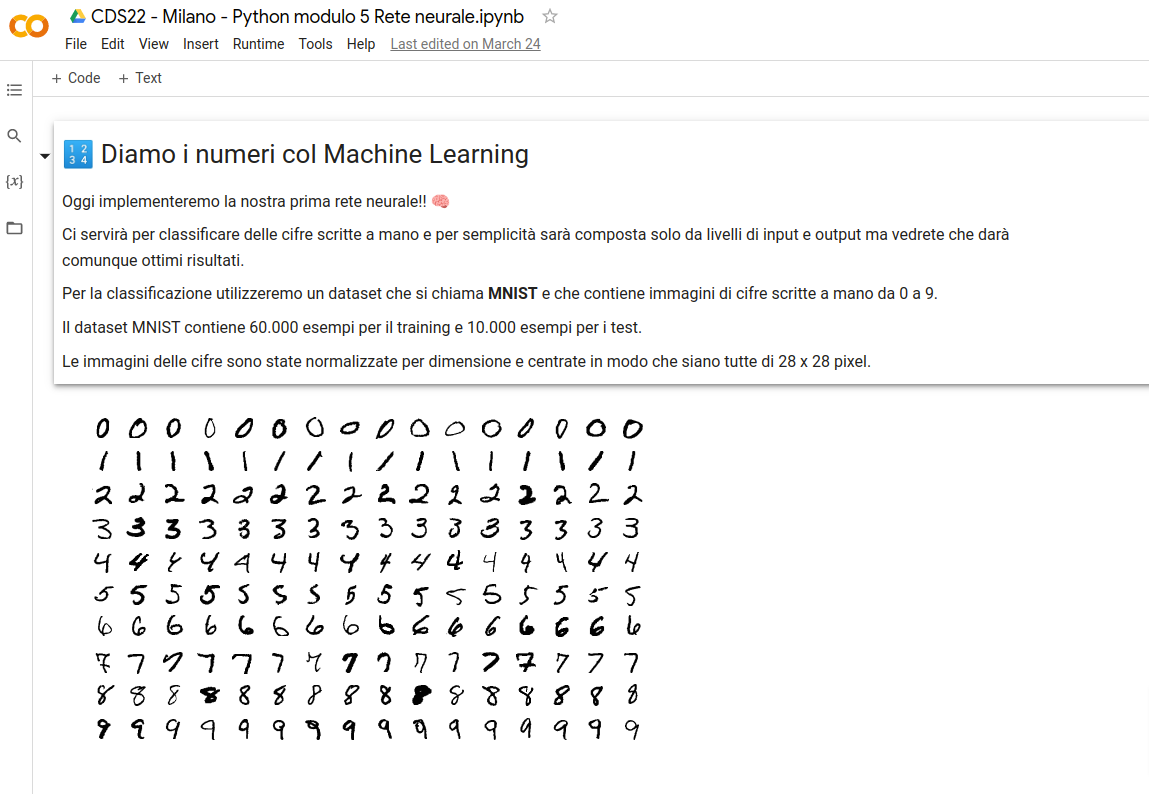 CDS22 - Milano - Python modulo 5 Rete neurale.ipynb
File Edit View Insert Runtime Tools Help Last edited on March 24
+ Code + Text
{x}
🔢 Diamo i numeri col Machine Learning
Oggi implementeremo la nostra prima rete neurale!! 🧠
Ci servirà per classificare delle cifre scritte a mano e per semplicità sarà composta solo da livelli di input e output ma vedrete che darà
comunque ottimi risultati.
Per la classificazione utilizzeremo un dataset che si chiama MNIST e che contiene immagini di cifre scritte a mano da 0 a 9.
Il dataset MNIST contiene 60.000 esempi per il training e 10.000 esempi per i test.
Le immagini delle cifre sono state normalizzate per dimensione e centrate in modo che siano tutte di 28 x 28 pixel.
0 0 0 0 0 0 0 0 0 0 0 0 0 0 0 0
1 1 1 1 1 1 1 1 1 1 1 1 1 1 1 1
2 2 2 2 2 2 2 2 2 2 2 2 2 2 2 2
3 3 3 3 3 3 3 3 3 3 3 3 3 3 3 3
4 4 4 4 4 4 4 4 4 4 4 4 4 4 4 4
5 5 5 5 5 5 5 5 5 5 5 5 5 5 5 5
6 6 6 6 6 6 6 6 6 6 6 6 6 6 6 6
7 7 7 7 7 7 7 7 7 7 7 7 7 7 7 7
8 8 8 8 8 8 8 8 8 8 8 8 8 8 8 8
9 9 9 9 9 9 9 9 9 9 9 9 9 9 9 9